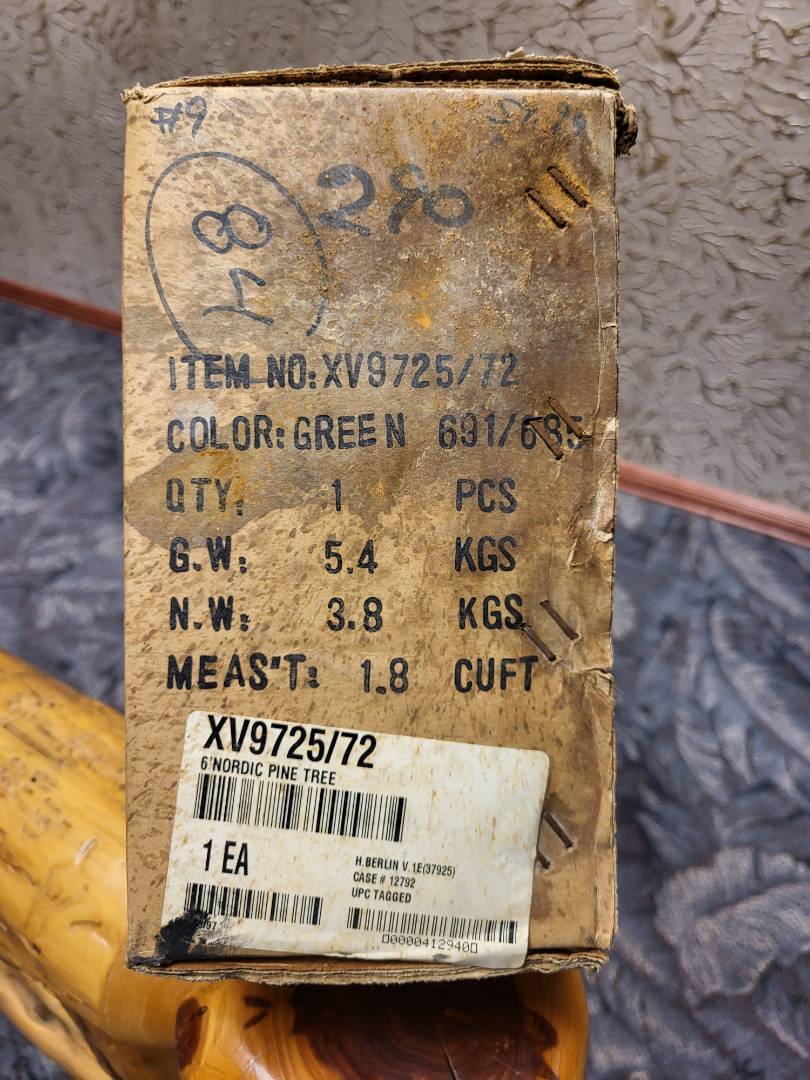 #9
280
ITEM NO:XV9725/72
COLOR:GREEN 691/685
QTY: 1 PCS
G.W: 5.4 KGS
N.W: 3.8 KGS
MEAS'T: 1.8 CUFT
XV9725/72
6'NORDIC PINE TREE
1 EA
H.BERLIN V.1E(37925)
CASE # 12792
UPC TAGGED
0000412940